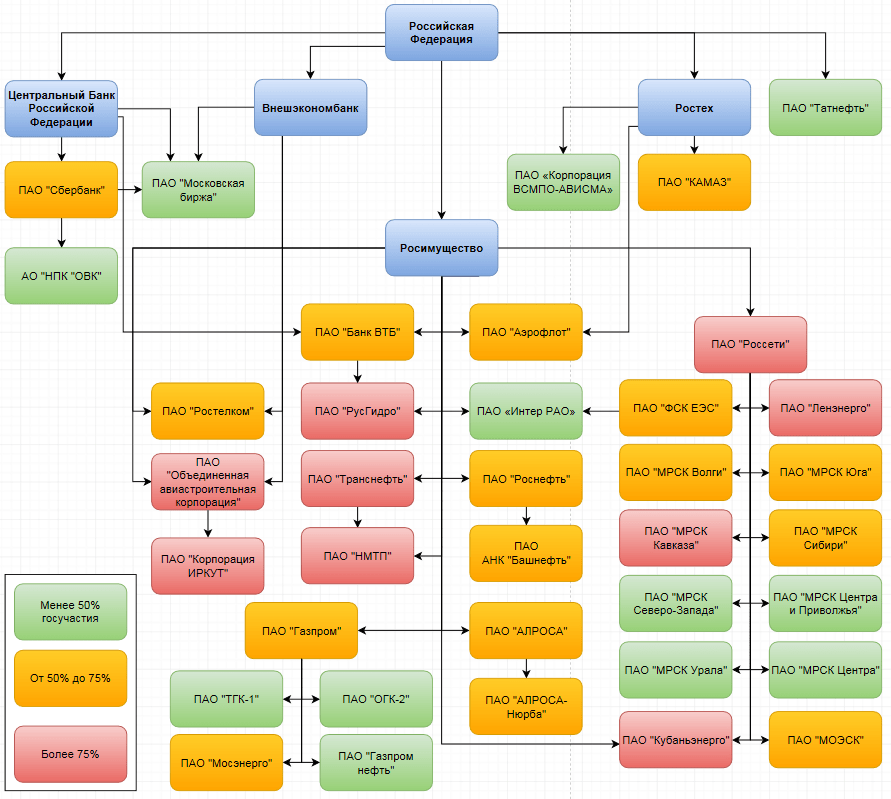 Российская
Федерация
Центральный Банк
Российской
Федерации
Внешэкономбанк
Ростех
ПАО "Татнефть"
ПАО "Сбербанк"
ПАО "Московская
биржа"
ПАО «Корпорация
ВСМПО-АВИСМА»
ПАО "КАМАЗ"
АО "НПК "ОВК"
Росимущество
ПАО "Банк ВТБ"
ПАО "Аэрофлот"
ПАО "Россети"
ПАО "Ростелком"
ПАО "РусГидро"
ПАО «Интер РАО»
ПАО "ФСК ЕЭС"
ПАО "Ленэнерго"
ПАО
"Объединенная
авиастроительная
корпорация"
ПАО "Транснефть"
ПАО "Роснефть"
ПАО "МРСК Волги"
ПАО "МРСК Юга"
ПАО "Корпорация
ИРКУТ"
ПАО "НМТП"
ПАО
АНК "Башнефть"
ПАО "МРСК
Кавказа"
ПАО "МРСК
Сибири"
Менее 50%
госучастия
ПАО "Газпром"
ПАО "АЛРОСА"
ПАО "МРСК
Северо-Запада"
ПАО "МРСК Центра
и Приволжья"
От 50% до 75%
ПАО "ТГК-1"
ПАО "ОГК-2"
ПАО "АЛРОСА-
Нюрба"
ПАО "МРСК Урала"
ПАО "МРСК Центра"
Более 75%
ПАО "Мосэнерго"
ПАО "Газпром
нефть"
ПАО "Кубаньэнерго"
ПАО "МОЭСК"